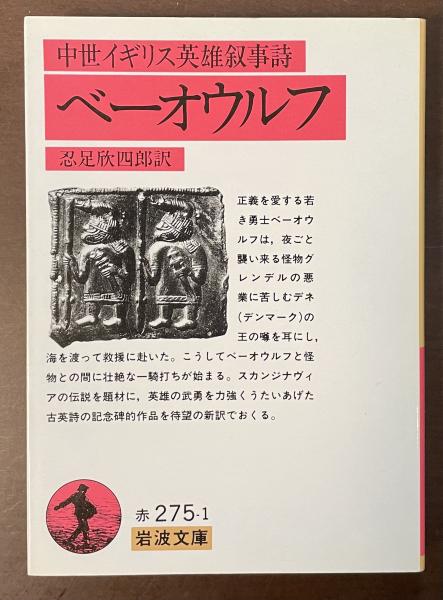 中世イギリス英雄叙事詩
ベーオウルフ
忍足欣四郎訳
正義を愛する若
き勇士ベーオウ
ルフは，夜ごと
襲い来る怪物グ
レンデルの悪
業に苦しむデネ
(デンマーク)の
王の噂を耳にし，
海を渡って救援に赴いた。こうしてベーオウルフと怪
物との間に壮絶な一騎打ちが始まる。スカンジナヴィ
アの伝説を題材に，英雄の武勇を力強くうたいあげた
古英詩の記念碑的作品を待望の新訳でおくる。
赤 275-1
岩波文庫